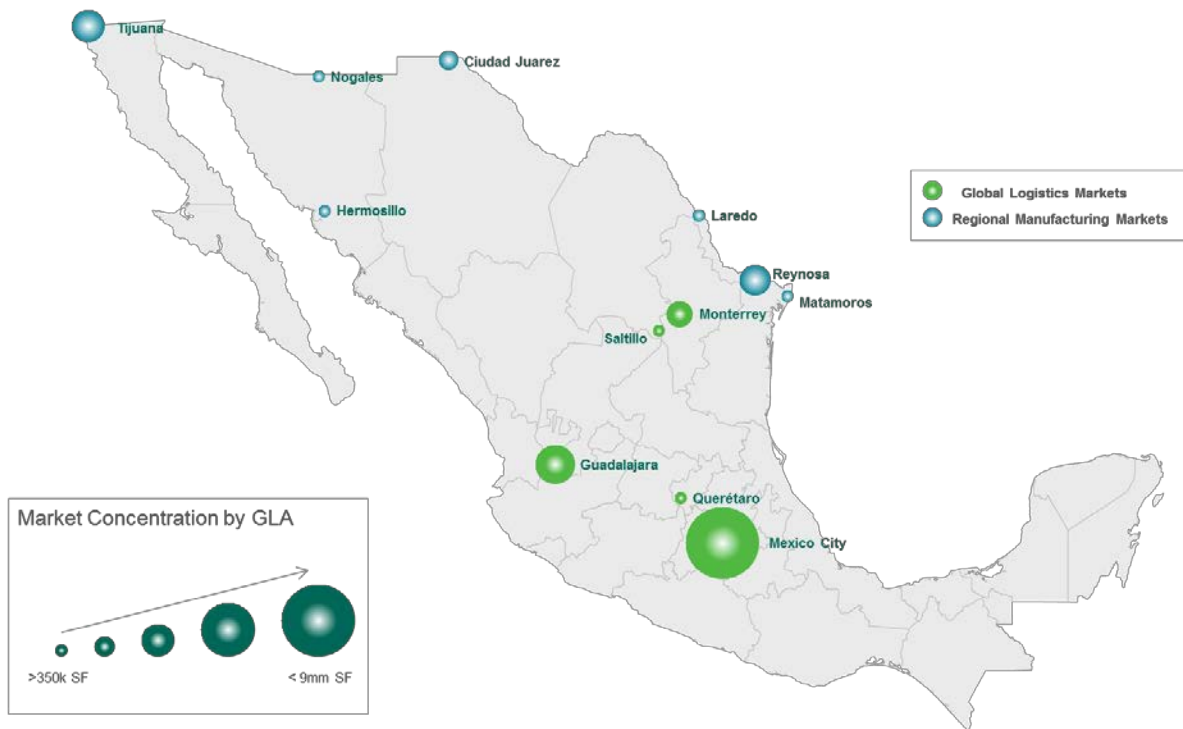 Tijuana
Nogales
Ciudad Juarez
Global Logistics Markets
Regional Manufacturing Markets
Hermosillo
Laredo
Reynosa
Matamoros
Monterrey
Saltillo
Guadalajara
Querétaro
Mexico City
Market Concentration by GLA
>350k SF
< 9mm SF